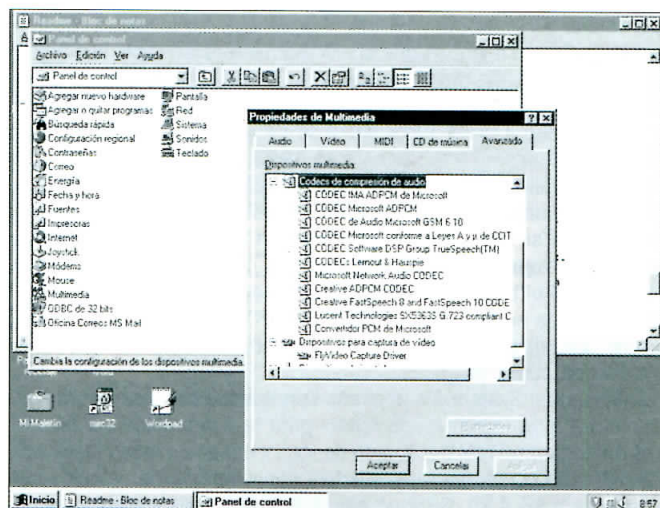 Readme - Bloc de notas
Panel de control
Archivo Edición Ver Ayuda
Panel de control
Agregar nuevo hardware
Agregar o quitar programas
Búsqueda rápida
Configuración regional
Contraseñas
Correo
Energía
Fecha y hora
Fuentes
Impresoras
Internet
Joystick
Módems
Mouse
Multimedia
ODBC de 32 bits
Oficina Correos MS Mail
Pantalla
Red
Sistema
Sonidos
Teclado
Cambia la configuración de los dispositivos multimedia.
Propiedades de Multimedia
Audio Vídeo MIDI CD de música Avanzado
Dispositivos multimedia:
Codecs de compresión de audio
CODEC IMA ADPCM de Microsoft
CODEC Microsoft ADPCM
CODEC de Audio Microsoft GSM 6.10
CODEC Microsoft conforme a Leyes A y µ de CCIT
CODEC Software DSP Group TrueSpeech(TM)
CODECs Lernout & Hauspie
Microsoft Network Audio CODEC
Creative ADPCM CODEC
Creative FastSpeech 8 and FastSpeech 10 CODE
Lucent Technologies SX5363S G.723 compliant C
Convertidor PCM de Microsoft
Dispositivos para captura de vídeo
FlyVideo Capture Driver
Aceptar Cancelar
Mi Maletín mirc32 Wordpad
Inicio Readme - Bloc de notas Panel de control 8:57